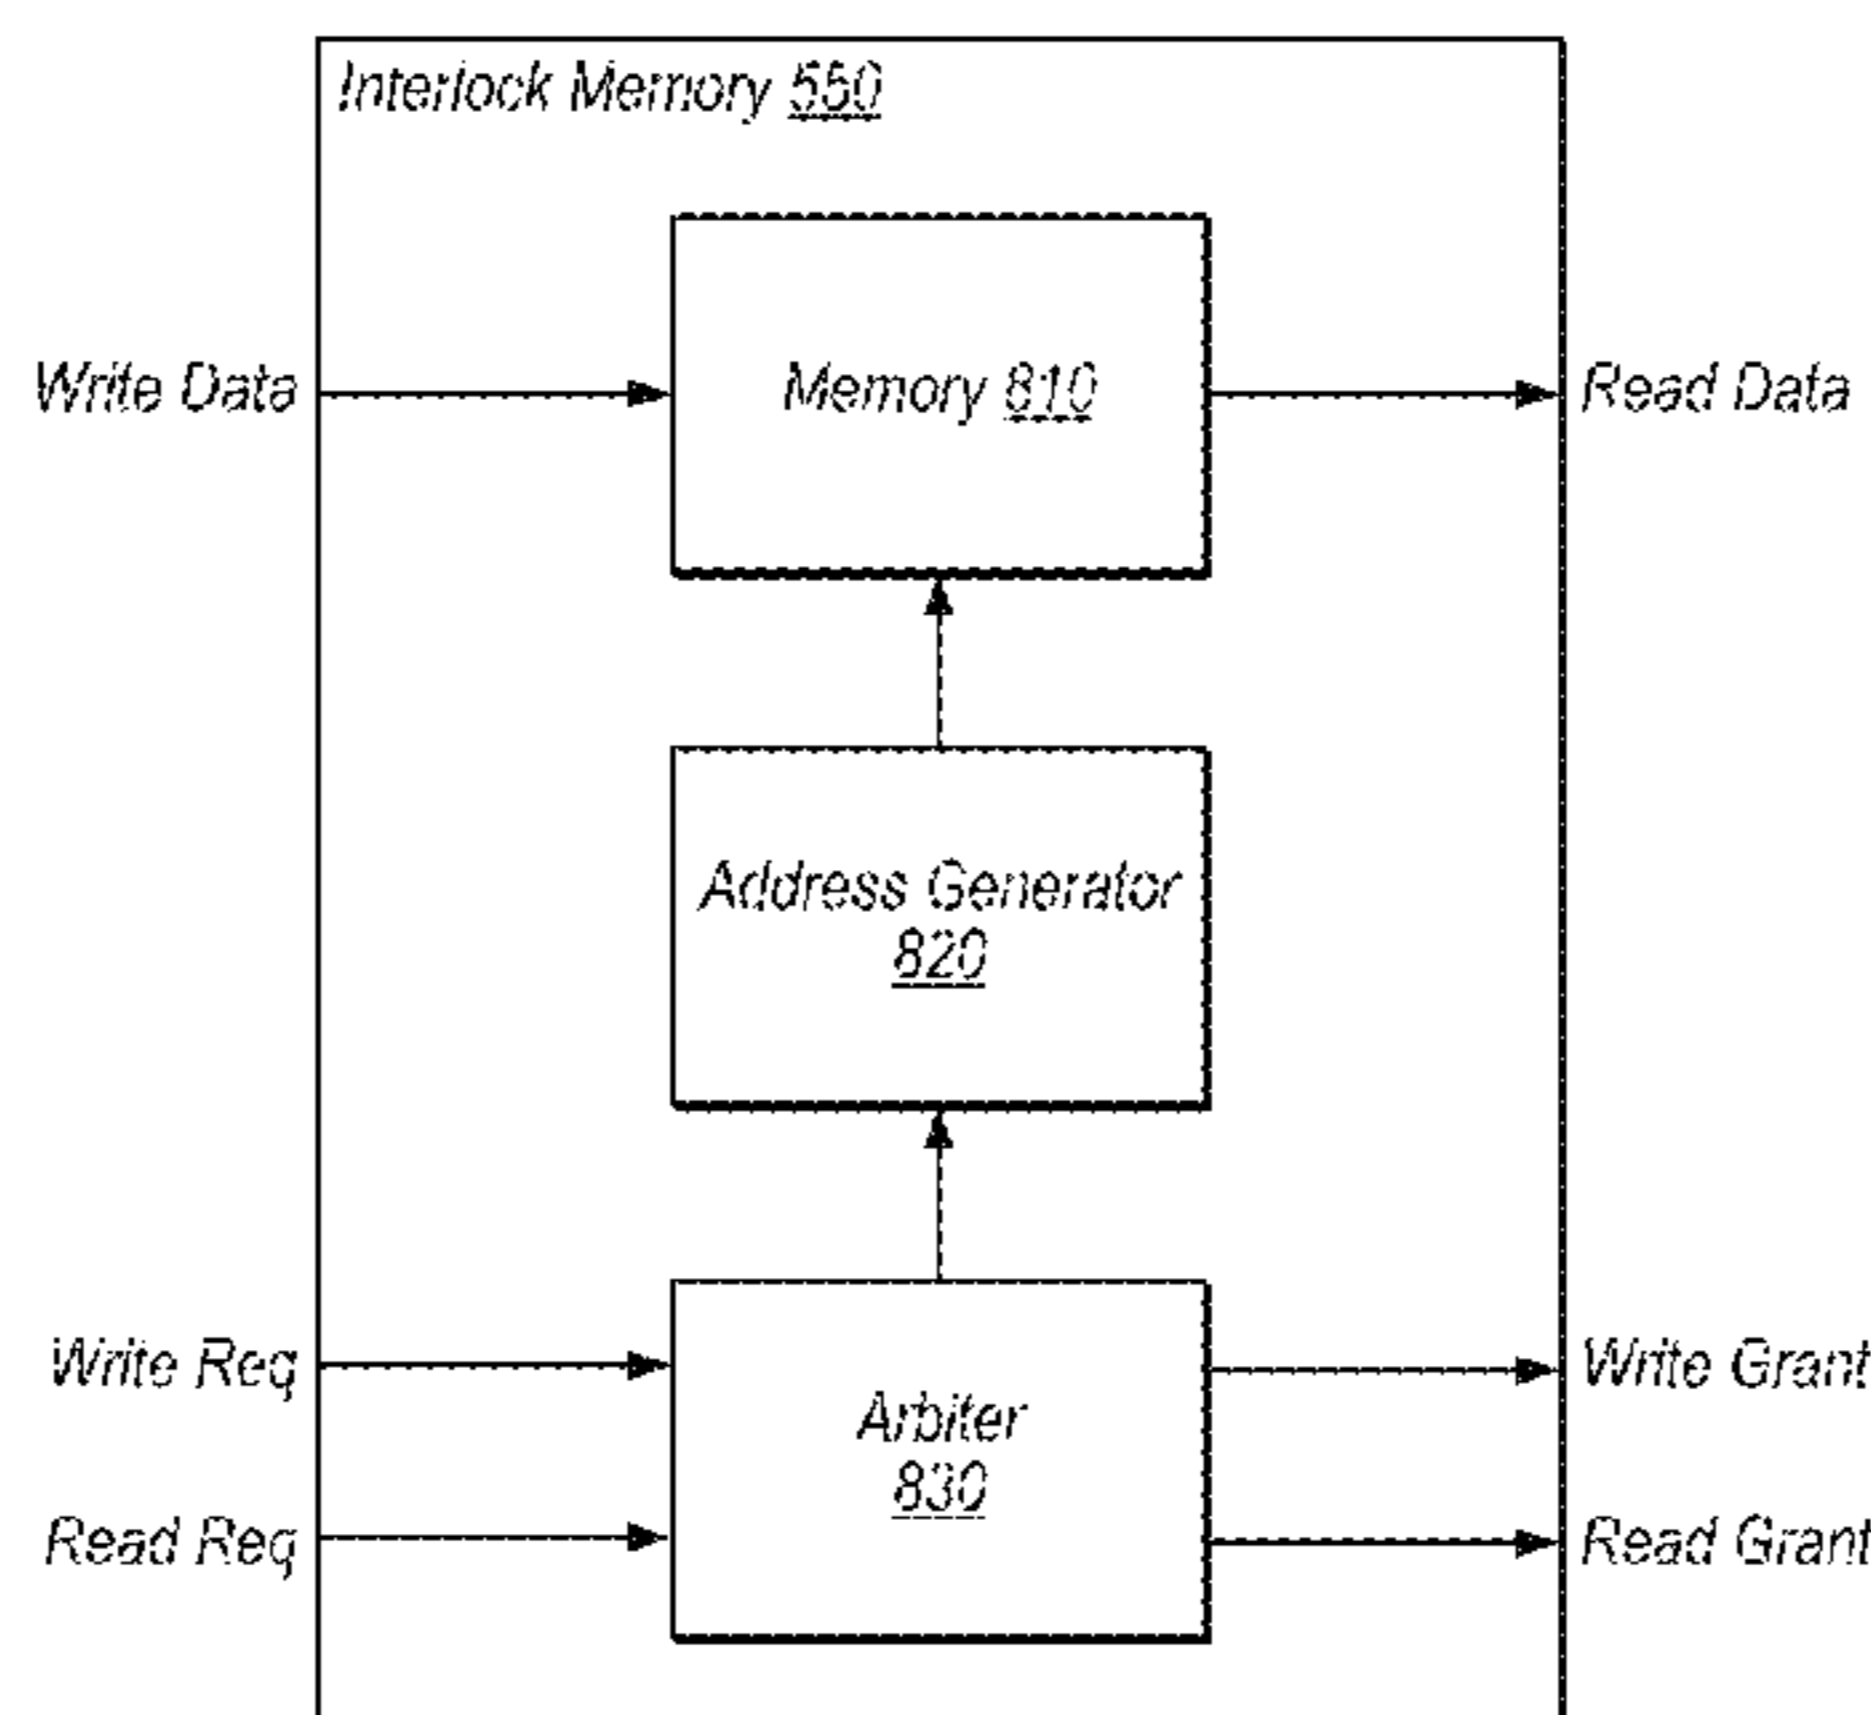 Interlock Memory 550
Write Data
Memory 810
Read Data
Address Generator
820
Write Req
Write Grant
Arbiter
830
Read Req
Read Grant